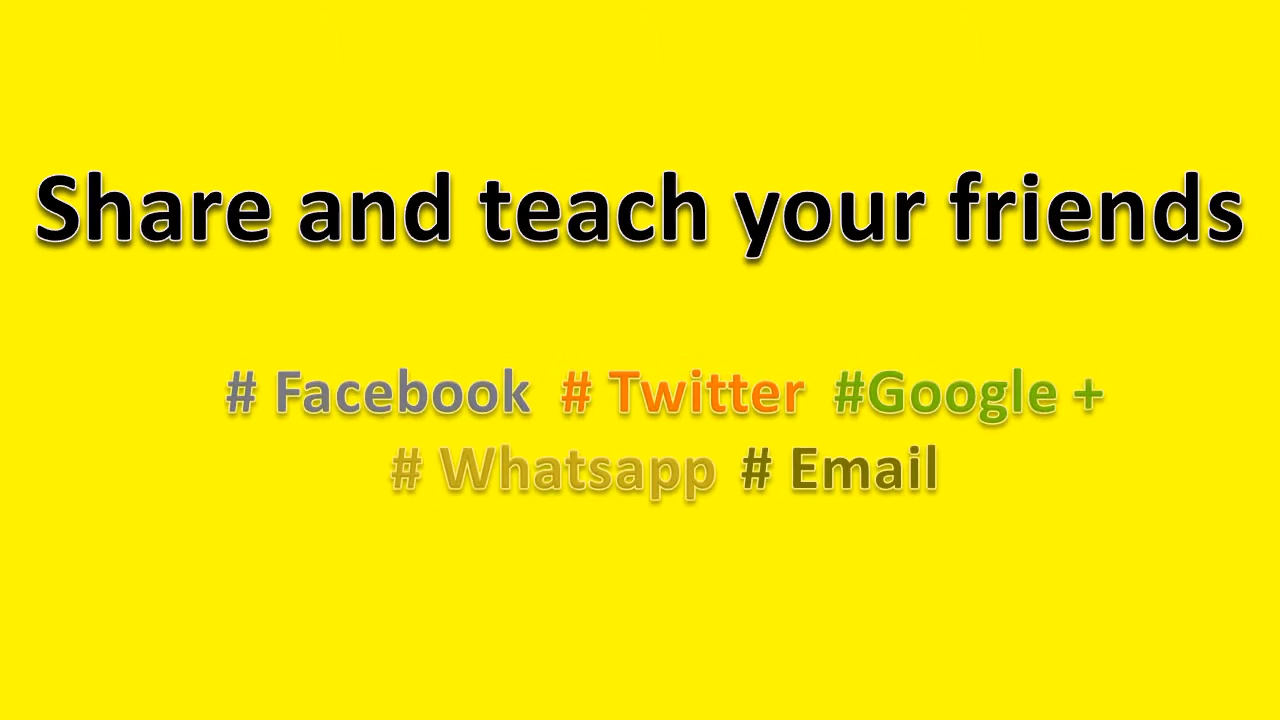 Share and teach your friends
# Facebook # Twitter #Google +
# Whatsapp # Email